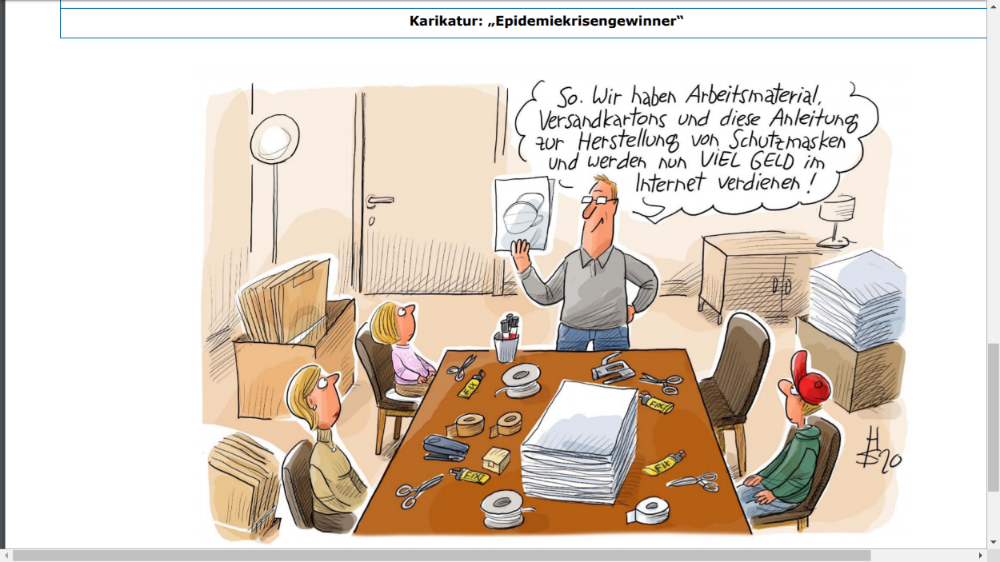 Karikatur: „Epidemiekrisengewinner“
So. Wir haben Arbeitsmaterial,
Versandkartons und diese Anleitung
zur Herstellung von Schutzmasken
und werden nun VIEL GELD im
Internet verdienen!
FIX
FIX
FIX
FIX
HSB 20